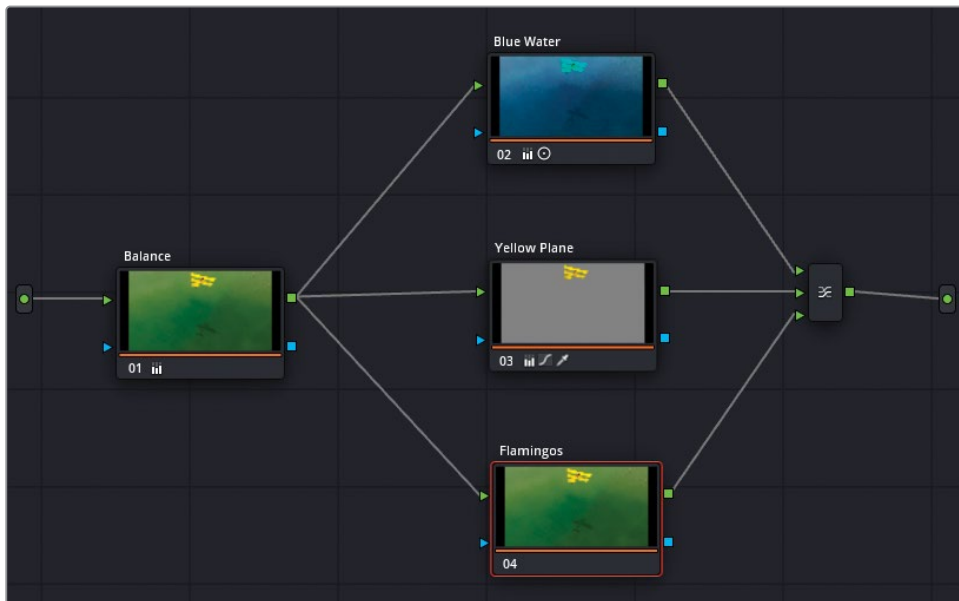 Blue Water
02
Balance
01
Yellow Plane
03
Flamingos
04